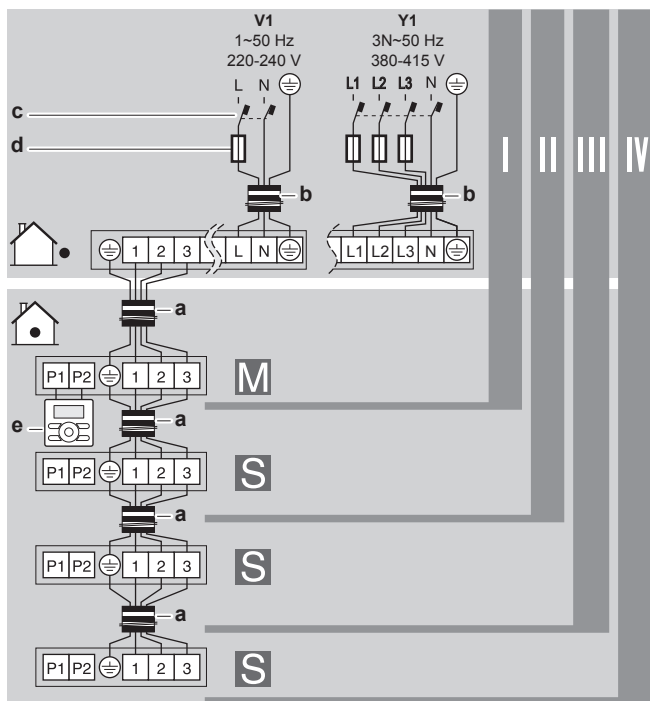 V1
1~50 Hz
220-240 V
L N
Y1
3N~50 Hz
380-415 V
L1 L2 L3 N
c
d
b
b
I II III IV
1 2 3 L N
L1 L2 L3 N
a
P1 P2 1 2 3
M
e
a
P1 P2 1 2 3
S
a
P1 P2 1 2 3
S
a
P1 P2 1 2 3
S